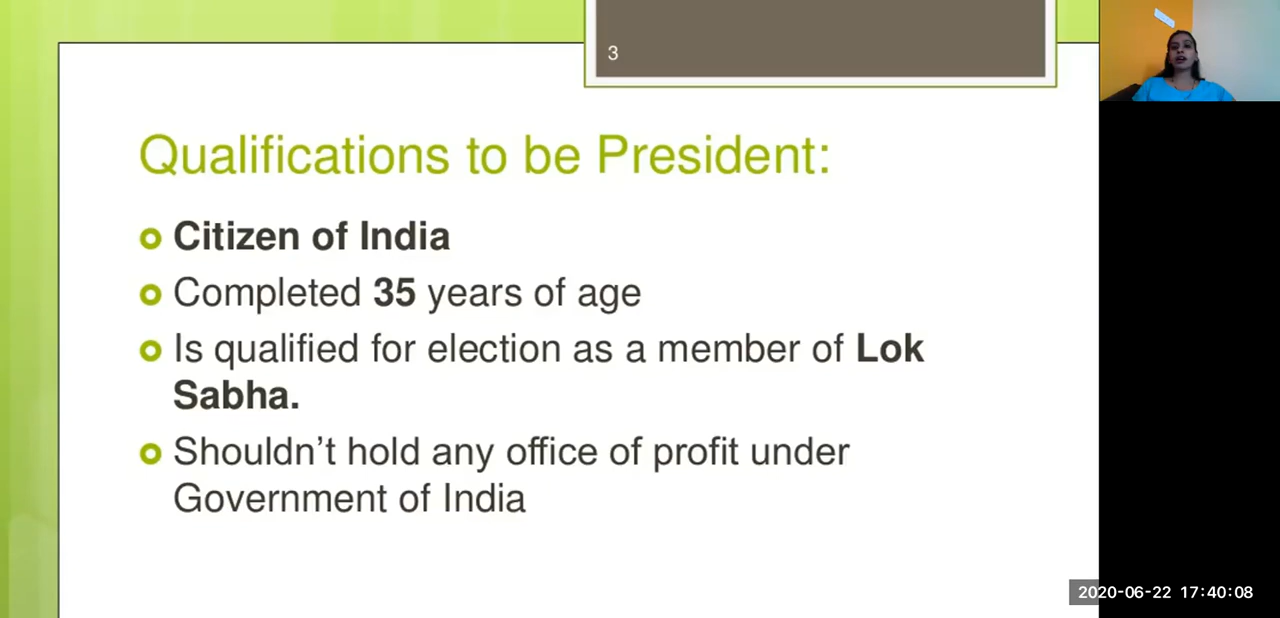 3
Qualifications to be President:
Citizen of India
Completed 35 years of age
Is qualified for election as a member of Lok
Sabha.
Shouldn't hold any office of profit under
Government of India
2020-06-22 17:40:08